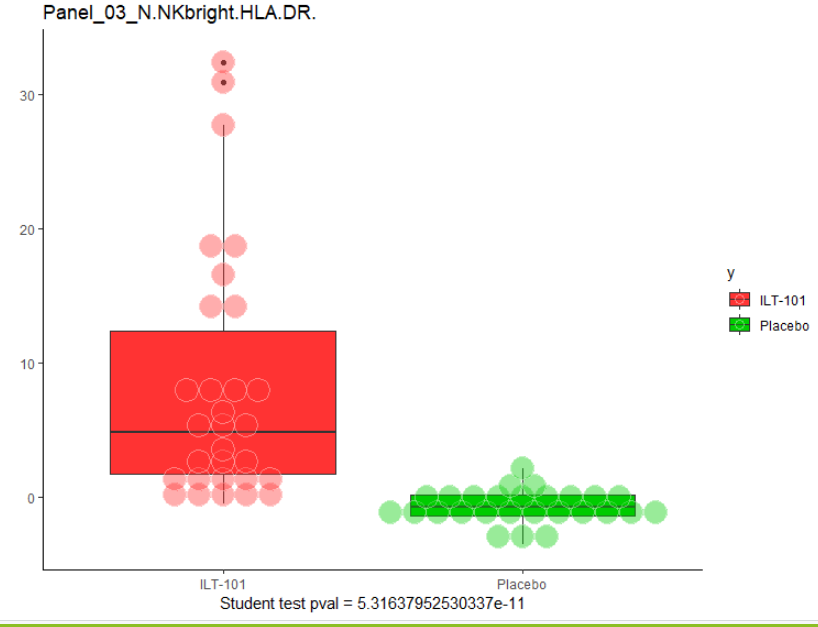 Panel_03_N.NKbright.HLA.DR.
30
20
10
0
y
ILT-101
Placebo
ILT-101
Placebo
Student test pval = 5.31637952530337e-11